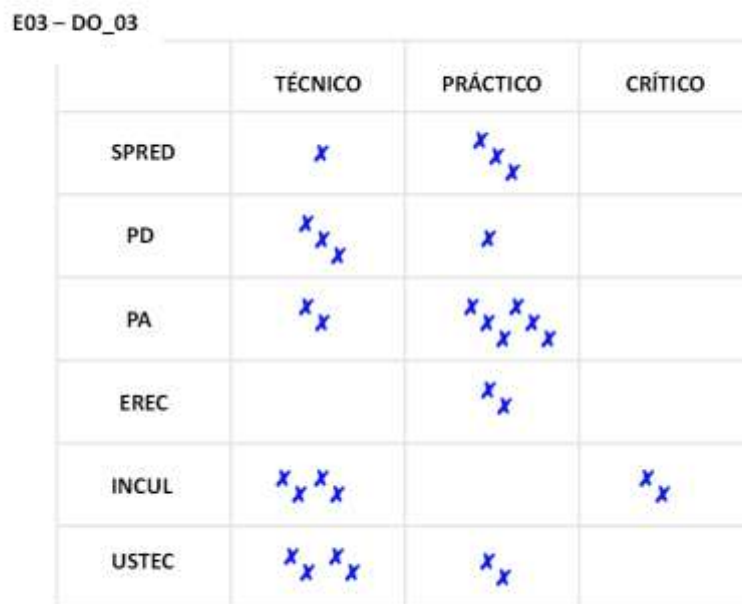 E03 – DO_03
TÉCNICO PRÁCTICO CRÍTICO
SPRED X X X X
PD X X X X
PA X X X X X X X X
EREC X X
INCUL X X X X X X
USTEC X X X X X X